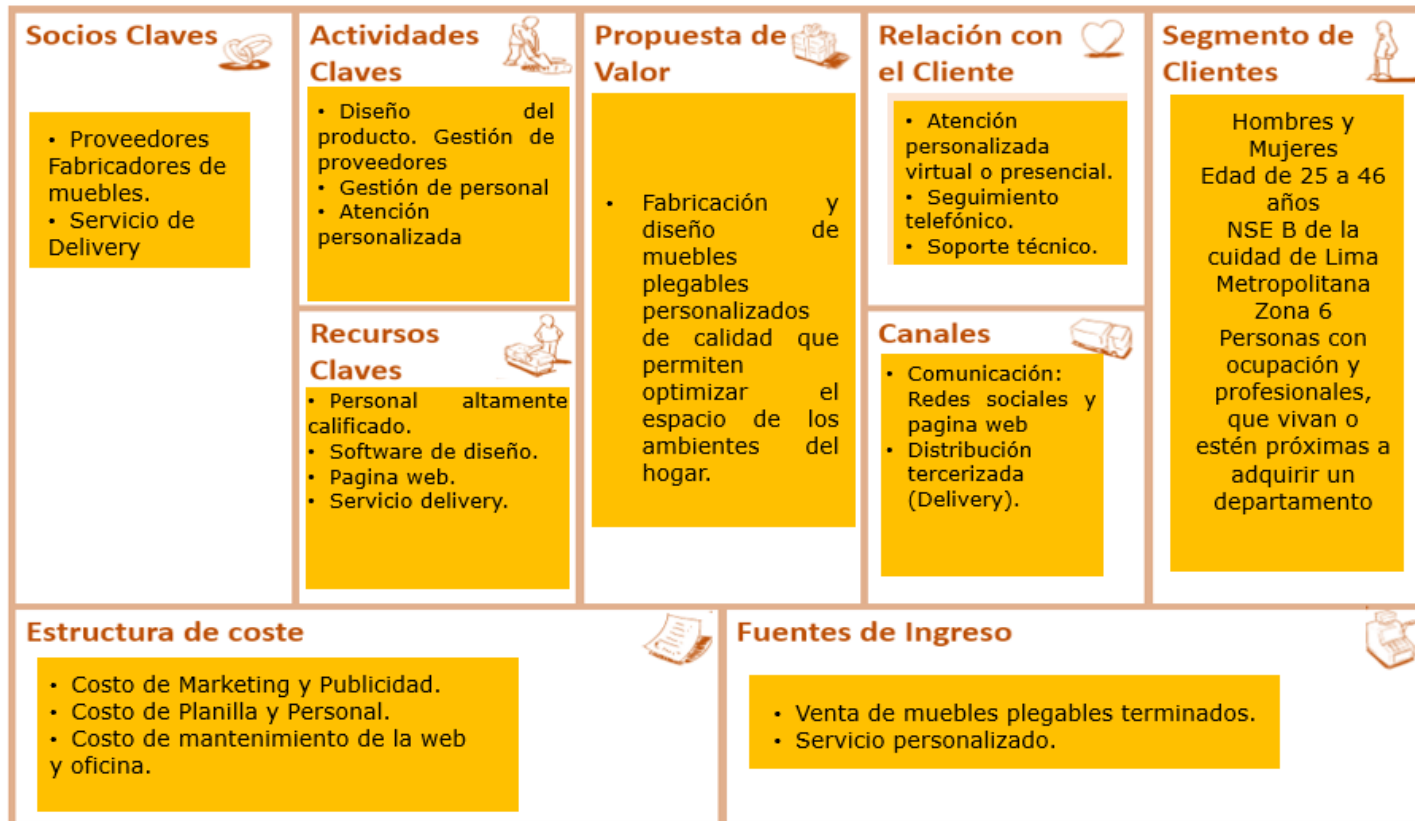 Socios Claves
• Proveedores
Fabricadores de
muebles.
• Servicio de
Delivery
Actividades
Claves
• Diseño del
producto. Gestión de
proveedores
• Gestión de personal
• Atención
personalizada
Recursos
Claves
• Personal altamente
calificado.
• Software de diseño.
• Pagina web.
• Servicio delivery.
Propuesta de
Valor
• Fabricación y
diseño de
muebles
plegables
personalizados
de calidad que
permiten
optimizar el
espacio de los
ambientes del
hogar.
Relación con
el Cliente
• Atención
personalizada
virtual o presencial.
• Seguimiento
telefónico.
• Soporte técnico.
Canales
• Comunicación:
Redes sociales y
pagina web
• Distribución
tercerizada
(Delivery).
Segmento de
Clientes
Hombres y
Mujeres
Edad de 25 a 46
años
NSE B de la
cuidad de Lima
Metropolitana
Zona 6
Personas con
ocupación y
profesionales,
que vivan o
estén próximas a
adquirir un
departamento
Estructura de coste
• Costo de Marketing y Publicidad.
• Costo de Planilla y Personal.
• Costo de mantenimiento de la web
y oficina.
Fuentes de Ingreso
• Venta de muebles plegables terminados.
• Servicio personalizado.